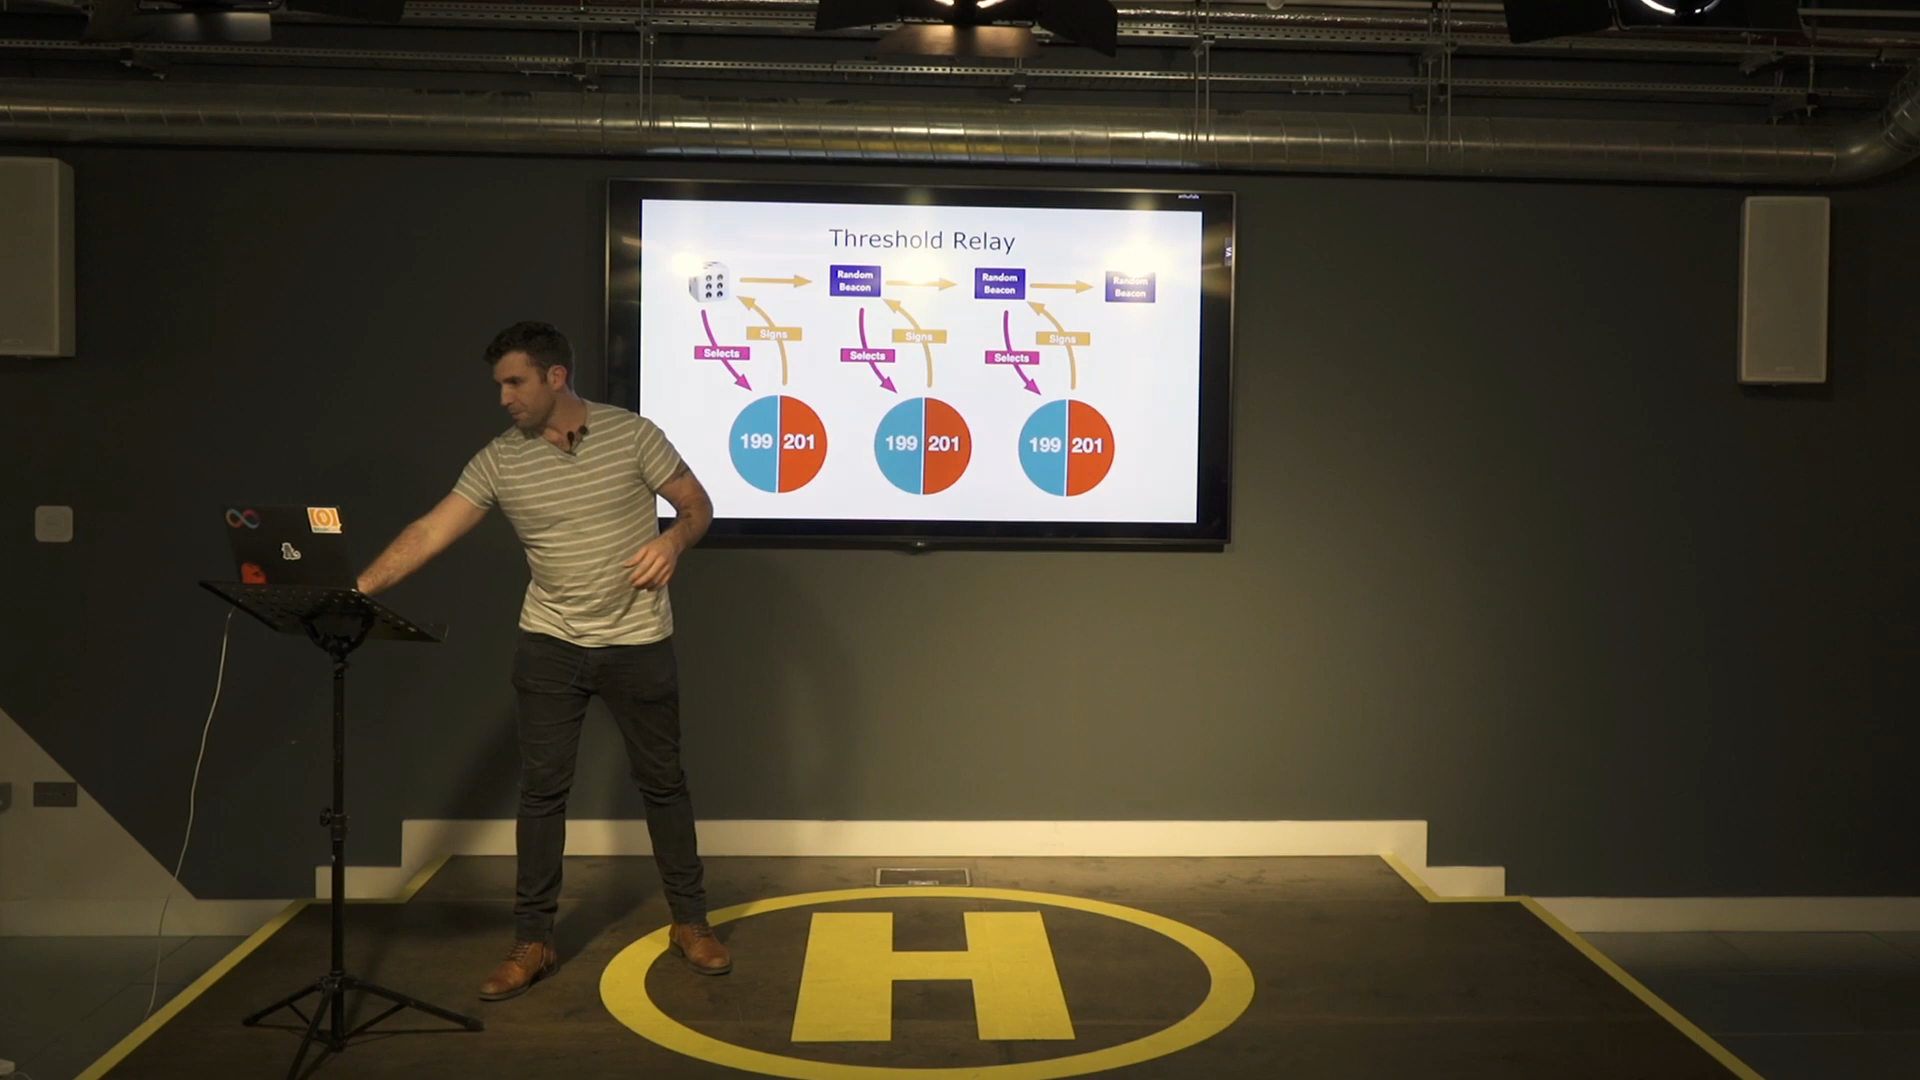 Threshold Relay
Random
Beacon
Random
Beacon
Random
Beacon
Signs
Signs
Signs
Selects
Selects
Selects
199 201
199 201
199 201
H